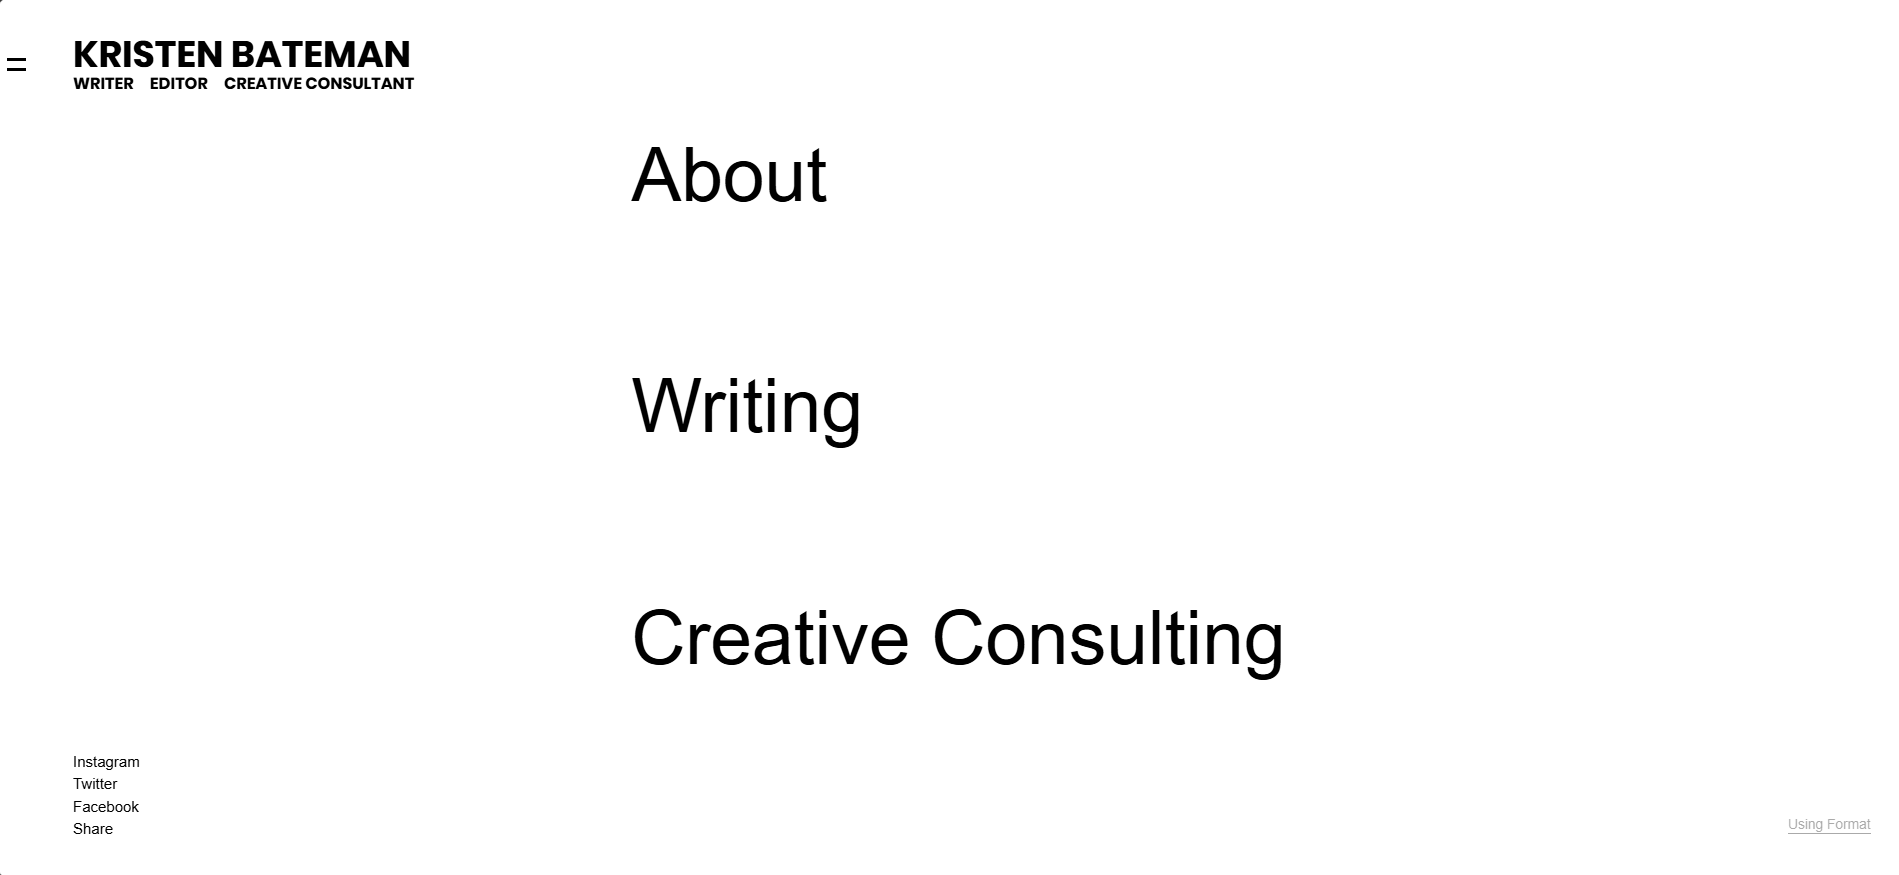 KRISTEN BATEMAN
WRITER EDITOR CREATIVE CONSULTANT
About
Writing
Creative Consulting
Instagram
Twitter
Facebook
Share
Using Format